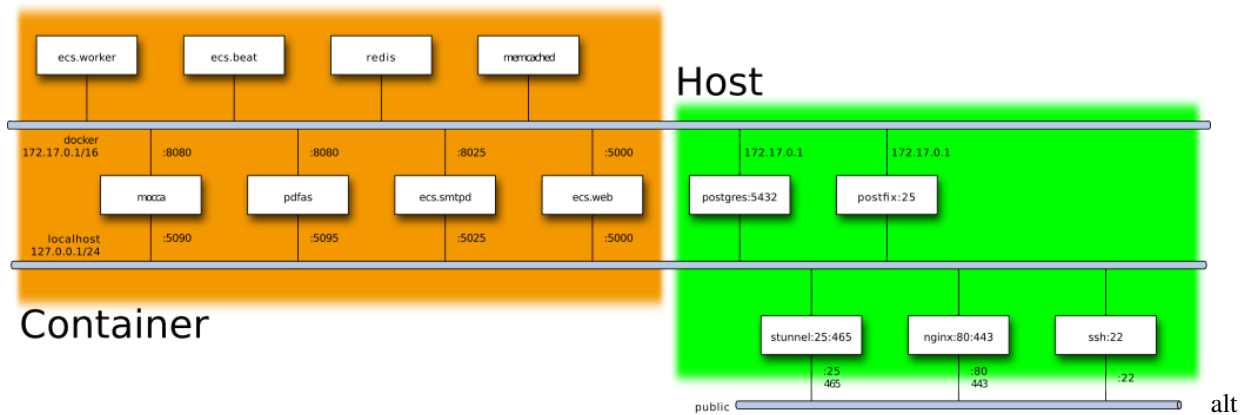 ecs.worker
ecs.beat
redis
memcached
Host
docker
172.17.0.1/16
:8080
:8080
:8025
:5000
172.17.0.1
172.17.0.1
mocca
pdfas
ecs.smtpd
ecs.web
postgres:5432
postfix:25
localhost
127.0.0.1/24
:5090
:5095
:5025
:5000
Container
stunnel:25:465
nginx:80:443
ssh:22
:25
465
:80
443
:22
public
alt